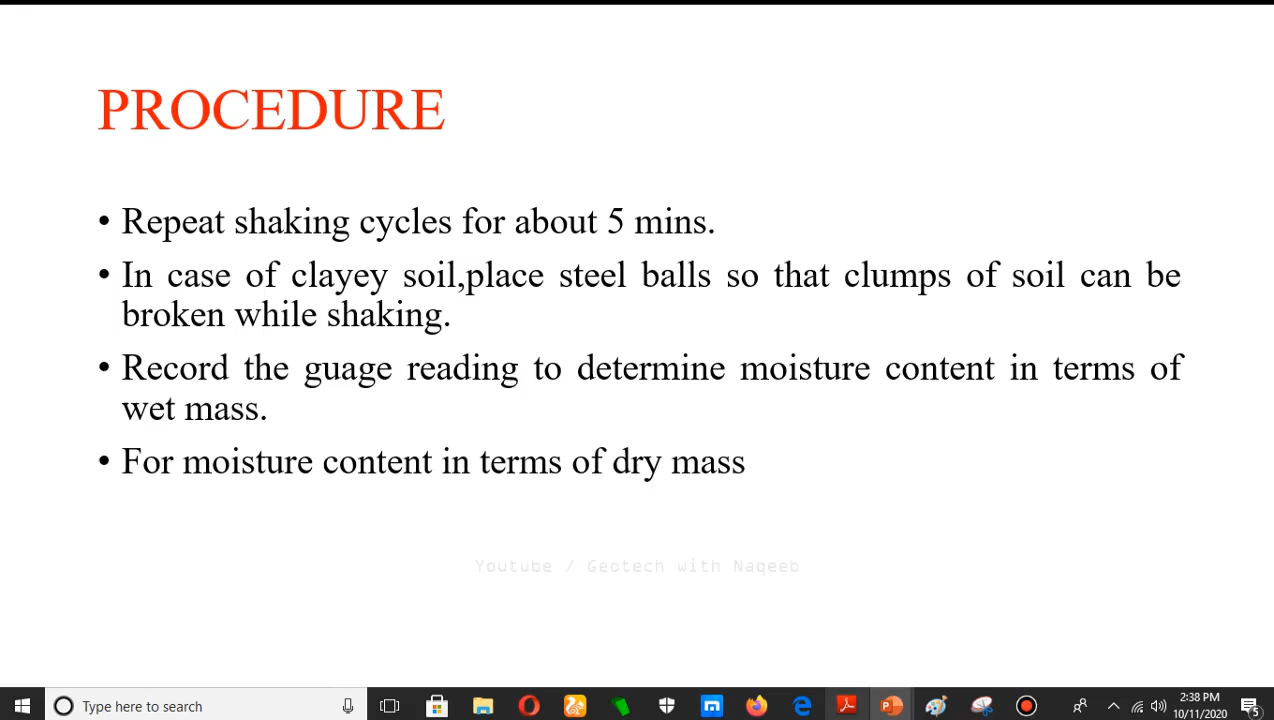 PROCEDURE
• Repeat shaking cycles for about 5 mins.
• In case of clayey soil,place steel balls so that clumps of soil can be
broken while shaking.
• Record the guage reading to determine moisture content in terms of
wet mass.
• For moisture content in terms of dry mass
Youtube / Geotech with Naqeeb
Type here to search
2:38 PM
10/11/2020
5